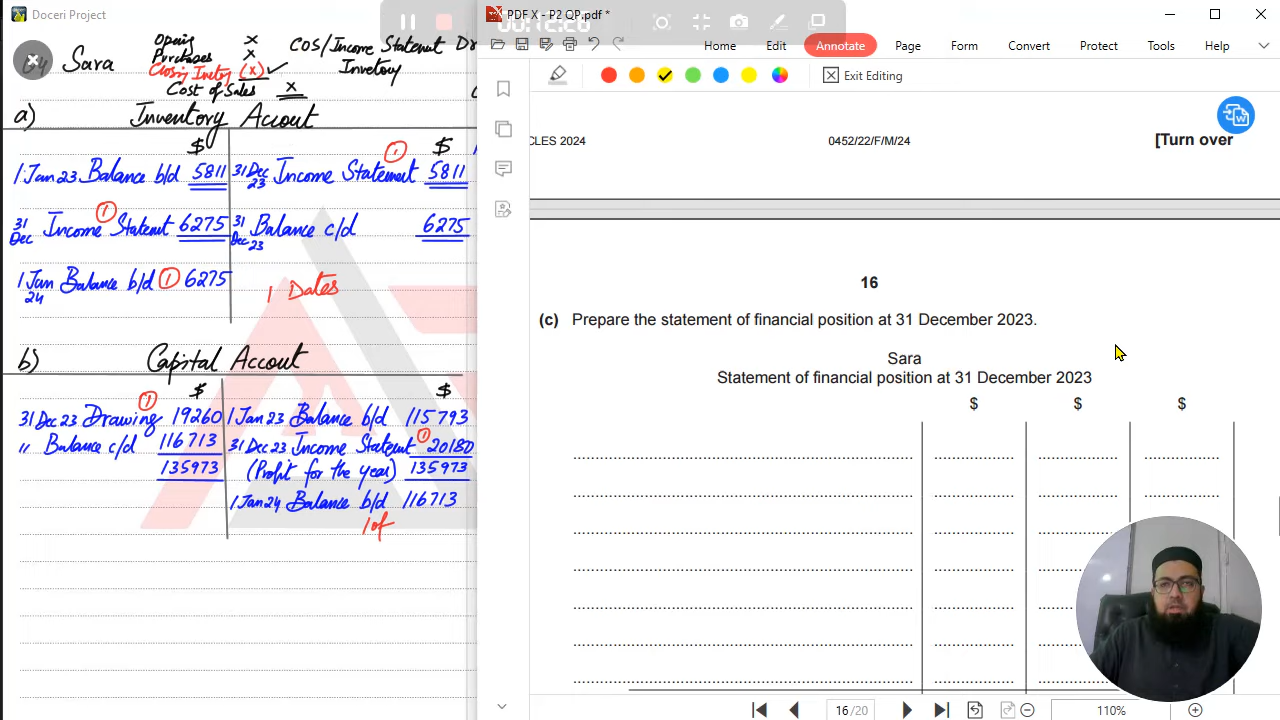 Doceri Project
Sara
Opening x
Purchases x
Closing Inventory (x) ✓
Cost of Sales x
COS/Income Statement Dr
Inventory
a) Inventory Account
$ $
1 Jan 23 Balance b/d 5811 31 Dec 23 Income Statement 1 5811
31 Dec Income Statement 1 6275 31 Dec 23 Balance c/d 6275
1 Jan 24 Balance b/d 1 6275
1 Dates
b) Capital Account
$ $
31 Dec 23 Drawing 1 19260 1 Jan 23 Balance b/d 115793
" Balance c/d 116713 31 Dec 23 Income Statement 1 20180
135973 (Profit for the year) 135973
1 Jan 24 Balance b/d 116713
1of
PDF X - P2 QP.pdf *
Home Edit Annotate Page Form Convert Protect Tools Help
Exit Editing
CLES 2024 0452/22/F/M/24 [Turn over
16
(c) Prepare the statement of financial position at 31 December 2023.
Sara
Statement of financial position at 31 December 2023
$ $ $
16/20 110%